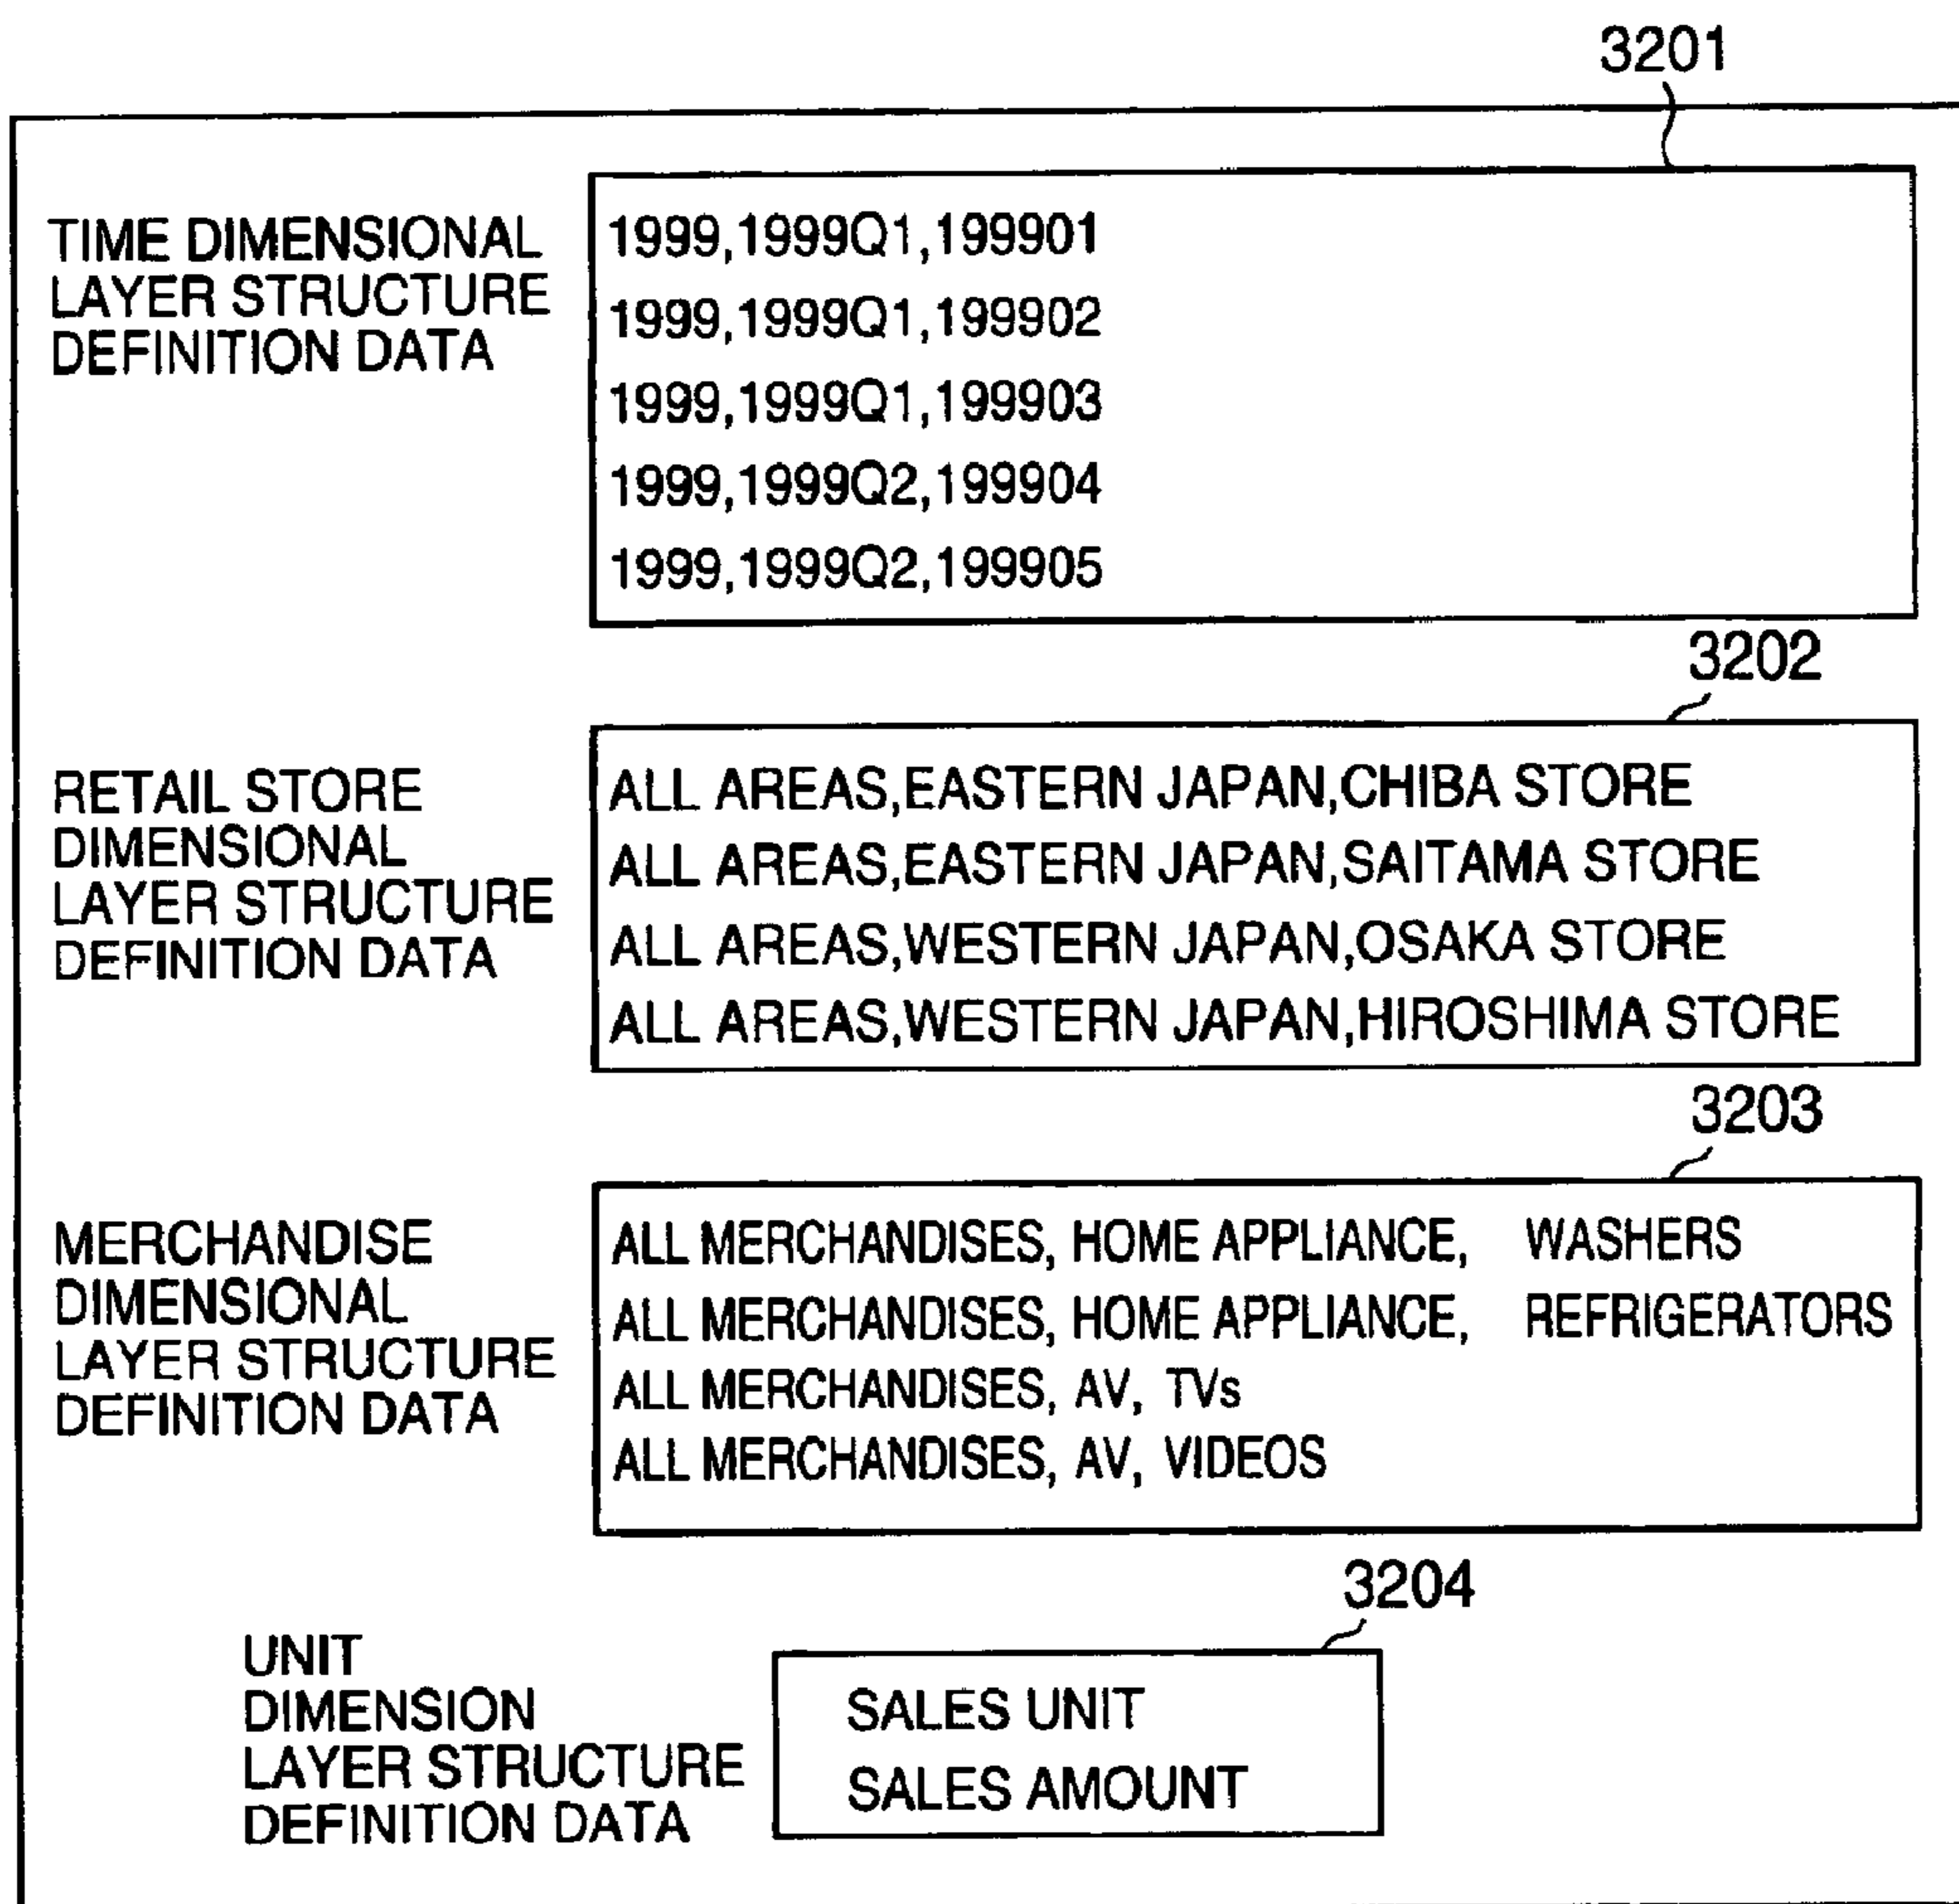 3201
TIME DIMENSIONAL
LAYER STRUCTURE
DEFINITION DATA
1999,1999Q1,199901
1999,1999Q1,199902
1999,1999Q1,199903
1999,1999Q2,199904
1999,1999Q2,199905
3202
RETAIL STORE
DIMENSIONAL
LAYER STRUCTURE
DEFINITION DATA
ALL AREAS,EASTERN JAPAN,CHIBA STORE
ALL AREAS,EASTERN JAPAN,SAITAMA STORE
ALL AREAS,WESTERN JAPAN,OSAKA STORE
ALL AREAS,WESTERN JAPAN,HIROSHIMA STORE
3203
MERCHANDISE
DIMENSIONAL
LAYER STRUCTURE
DEFINITION DATA
ALL MERCHANDISES, HOME APPLIANCE, WASHERS
ALL MERCHANDISES, HOME APPLIANCE, REFRIGERATORS
ALL MERCHANDISES, AV, TVs
ALL MERCHANDISES, AV, VIDEOS
3204
UNIT
DIMENSION
LAYER STRUCTURE
DEFINITION DATA
SALES UNIT
SALES AMOUNT